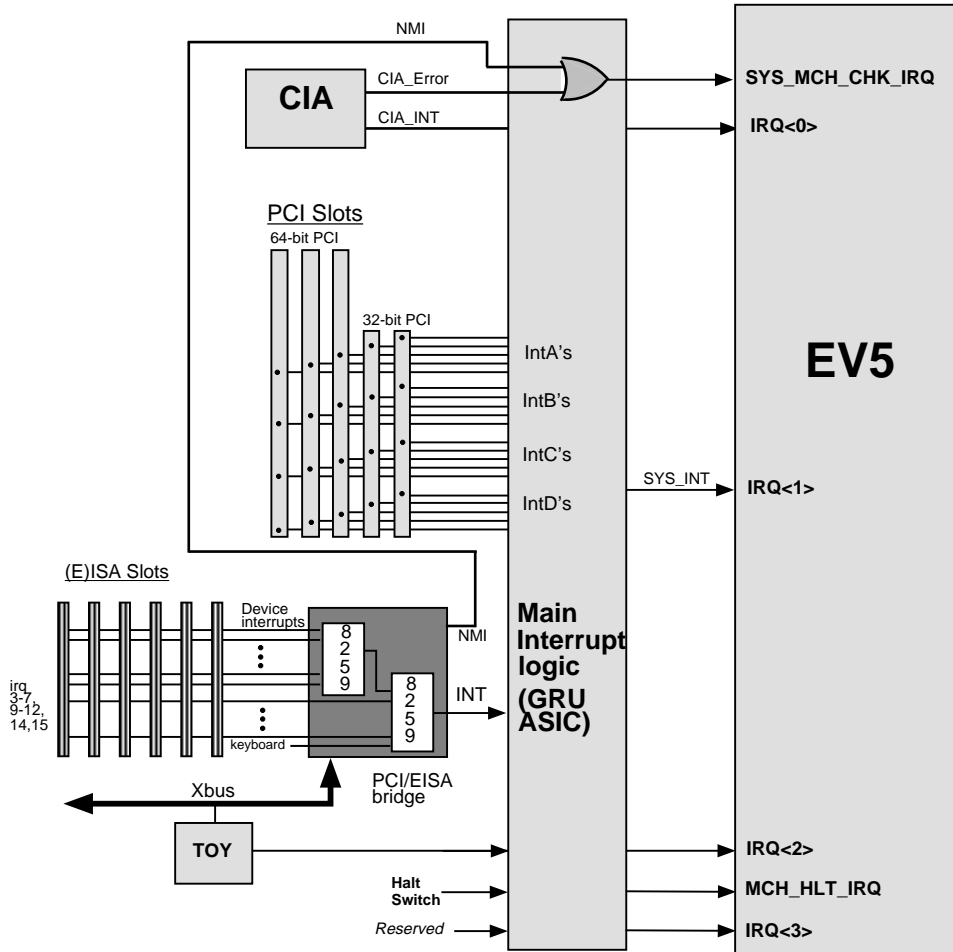 NMI
CIA
CIA_Error
CIA_INT
SYS_MCH_CHK_IRQ
IRQ<0>
PCI Slots
64-bit PCI
32-bit PCI
IntA's
IntB's
IntC's
IntD's
EV5
SYS_INT
IRQ<1>
(E)ISA Slots
Device
interrupts
8
2
5
9
8
2
5
9
NMI
INT
irq
3-7,
9-12,
14,15
keyboard
Main
Interrupt
logic
(GRU
ASIC)
PCI/EISA
bridge
Xbus
TOY
IRQ<2>
Halt
Switch
MCH_HLT_IRQ
Reserved
IRQ<3>